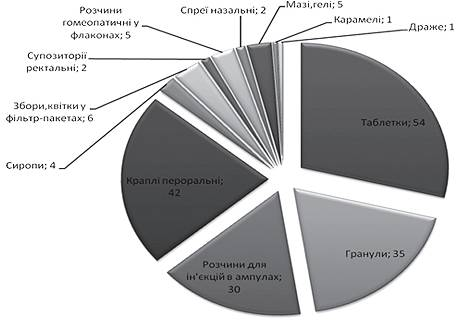 Розчини
гомеопатичні у
флаконах; 5
Спреї назальні; 2
Мазі,гелі; 5
Карамелі; 1
Драже; 1
Супозиторії
ректальні; 2
Збори,квітки у
фільтр-пакетах; 6
Сиропи; 4
Таблетки; 54
Краплі пероральні;
42
Гранули; 35
Розчини для
ін'єкцій в ампулах;
30